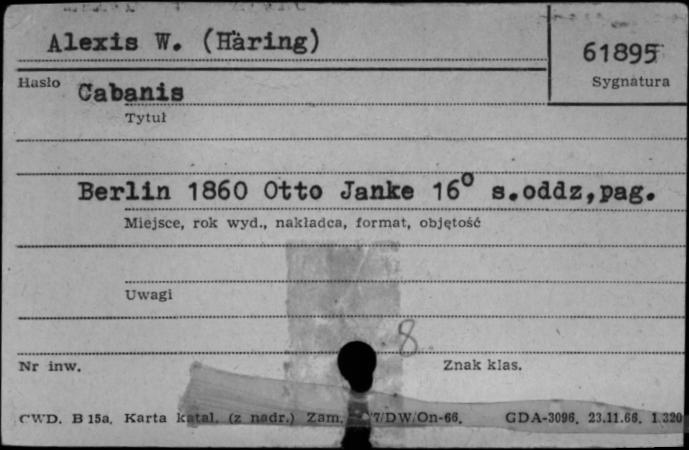 Alexis W. (Häring)
61895
Sygnatura
Hasło
Cabanis
Tytuł
Berlin 1860 Otto Janke 16° s.oddz,pag.
Miejsce, rok wyd., nakładca, format, objętość
Uwagi
8
Nr inw.
Znak klas.
CWD. B 15a. Karta katal. (z nadr.) Zam. 7/DW/On-66. GDA-3096. 23.11.66. 1.320